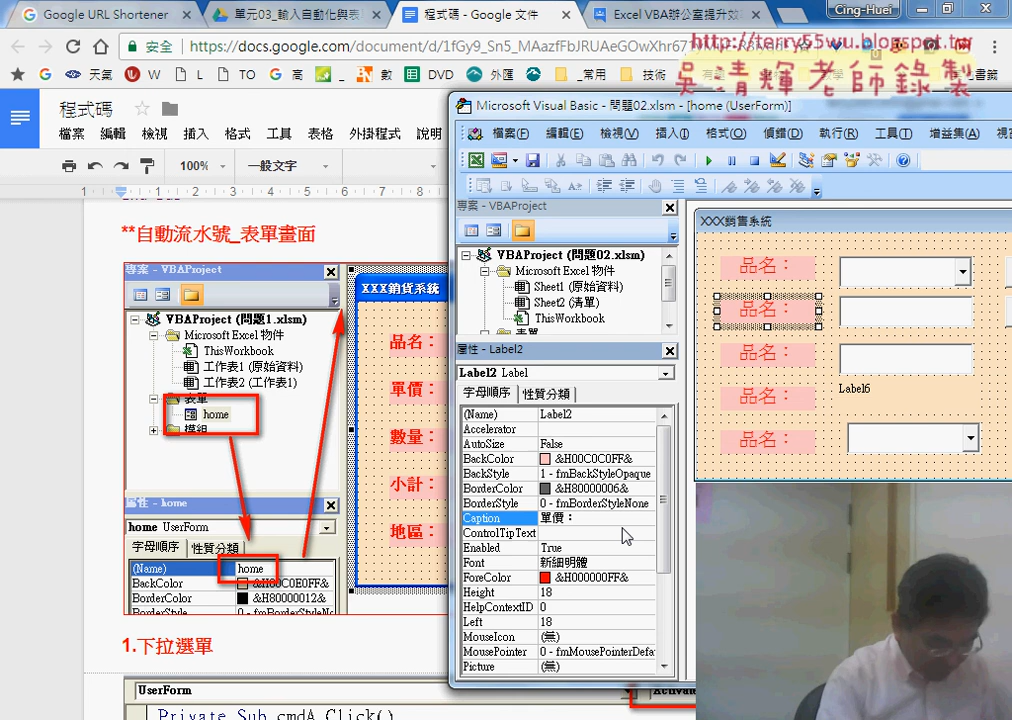 Google URL Shortener
單元03_輸入自動化與表
程式碼 - Google 文件
Excel VBA辦公室提升效
Cing-Huei
安全
https://docs.google.com/document/d/1fGy9_Sn5_MAazfFbJRUAeGOwXhr67
http://terry55wu.blogspot.tw
吳清輝老師錄製
天氣
W
L
TO
高
數
DVD
外匯
_常用
技術
程式碼
檔案 編輯 檢視 插入 格式 工具 表格 外掛程式 說明
100%
一般文字
**自動流水號_表單畫面
專案 - VBAProject
VBAProject (問題1.xlsm)
Microsoft Excel 物件
ThisWorkbook
工作表1 (原始資料)
工作表2 (工作表1)
表單
home
模組
屬性 - home
home UserForm
字母順序 性質分類
(Name) home
BackColor &H00C0E0FF&
BorderColor &H80000012&
BorderStyle 0 - fmBorderStyleNo
XXX銷貨系統
品名：
單價：
數量：
小計：
地區：
1.下拉選單
UserForm
Activate
Private Sub cmdA_Click()
Microsoft Visual Basic - 問題02.xlsm - [home (UserForm)]
檔案(F) 編輯(E) 檢視(V) 插入(I) 格式(O) 偵錯(D) 執行(R) 工具(T) 增益集(A) 視
專案 - VBAProject
VBAProject (問題02.xlsm)
Microsoft Excel 物件
Sheet1 (原始資料)
Sheet2 (清單)
ThisWorkbook
表單
屬性 - Label2
Label2 Label
字母順序 性質分類
(Name) Label2
Accelerator
AutoSize False
BackColor &H00C0C0FF&
BackStyle 1 - fmBackStyleOpaque
BorderColor &H80000006&
BorderStyle 0 - fmBorderStyleNone
Caption 單價：
ControlTipText
Enabled True
Font 新細明體
ForeColor &H000000FF&
Height 18
HelpContextID 0
Left 18
MouseIcon (無)
MousePointer 0 - fmMousePointerDefa
Picture (無)
XXX銷售系統
品名：
品名：
品名：
Label6
品名：
品名：